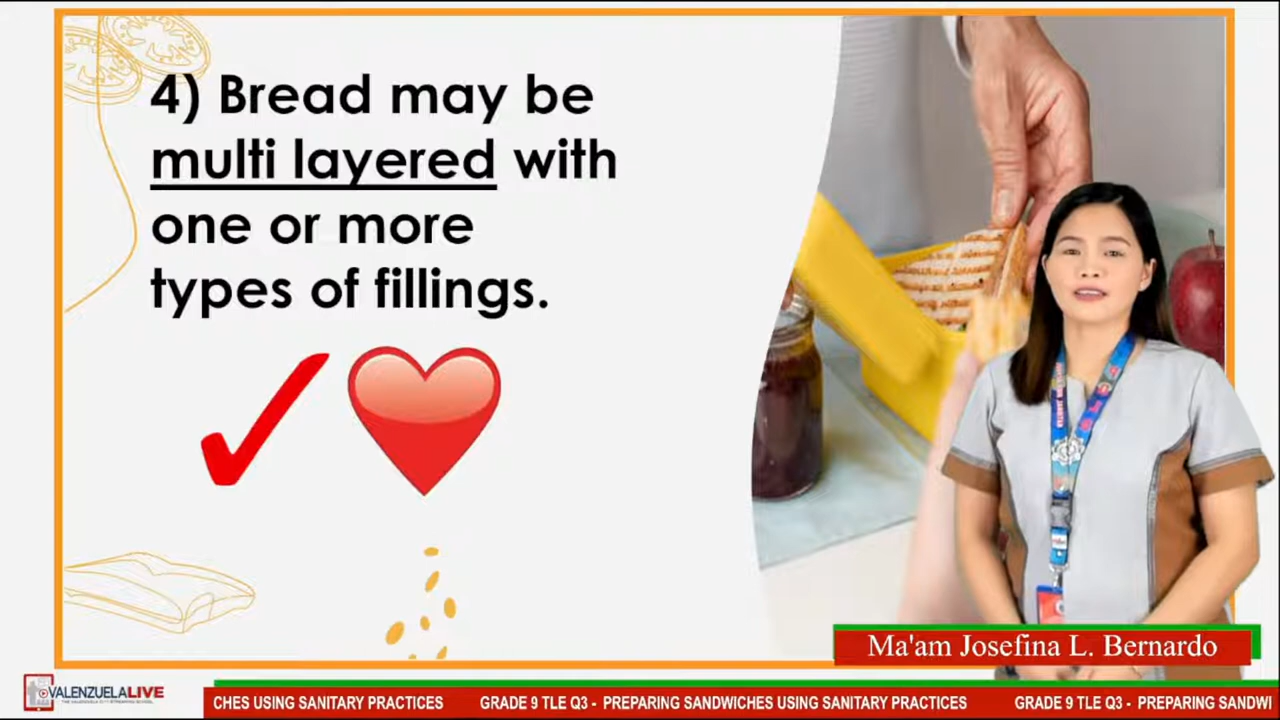 4) Bread may be
multi layered with
one or more
types of fillings.
Ma'am Josefina L. Bernardo
VALENZUELALIVE
CHES USING SANITARY PRACTICES GRADE 9 TLE Q3 - PREPARING SANDWICHES USING SANITARY PRACTICES GRADE 9 TLE Q3 - PREPARING SANDWI